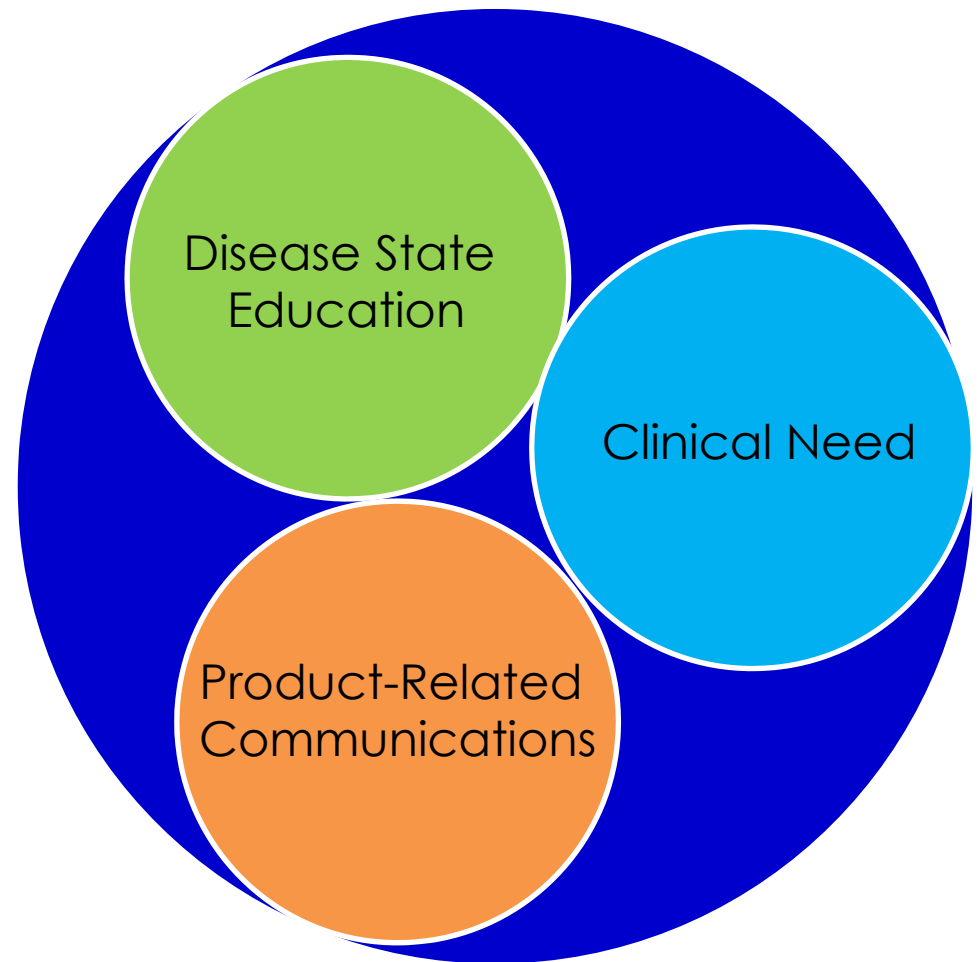 Disease State
Education
Clinical Need
Product-Related
Communications